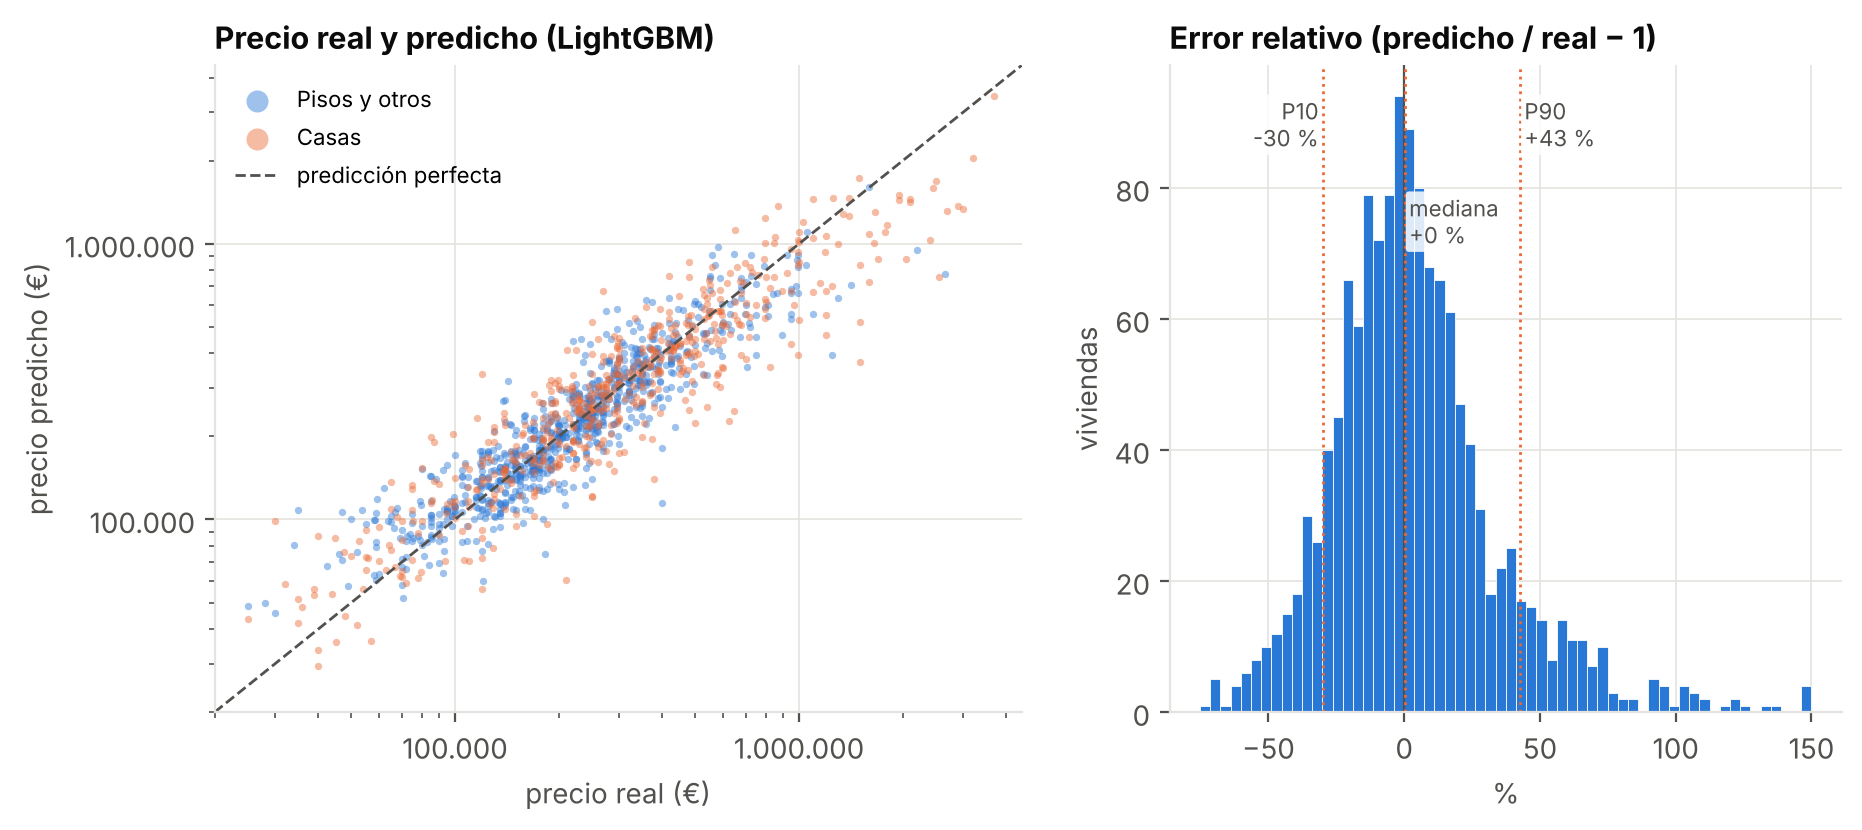 Precio real y predicho (LightGBM)
Pisos y otros
Casas
predicción perfecta
1.000.000
100.000
precio predicho (€)
100.000
1.000.000
precio real (€)
Error relativo (predicho / real − 1)
P10
-30 %
P90
+43 %
mediana
+0 %
80
60
40
20
0
viviendas
−50
0
50
100
150
%